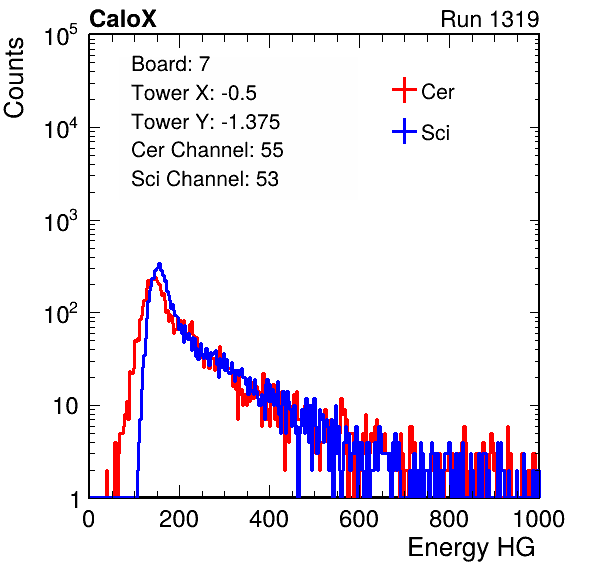 CaloX Run 1319
Counts
Board: 7
Tower X: -0.5
Tower Y: -1.375
Cer Channel: 55
Sci Channel: 53
Cer
Sci
10^5
10^4
10^3
10^2
10
1
0 200 400 600 800 1000
Energy HG